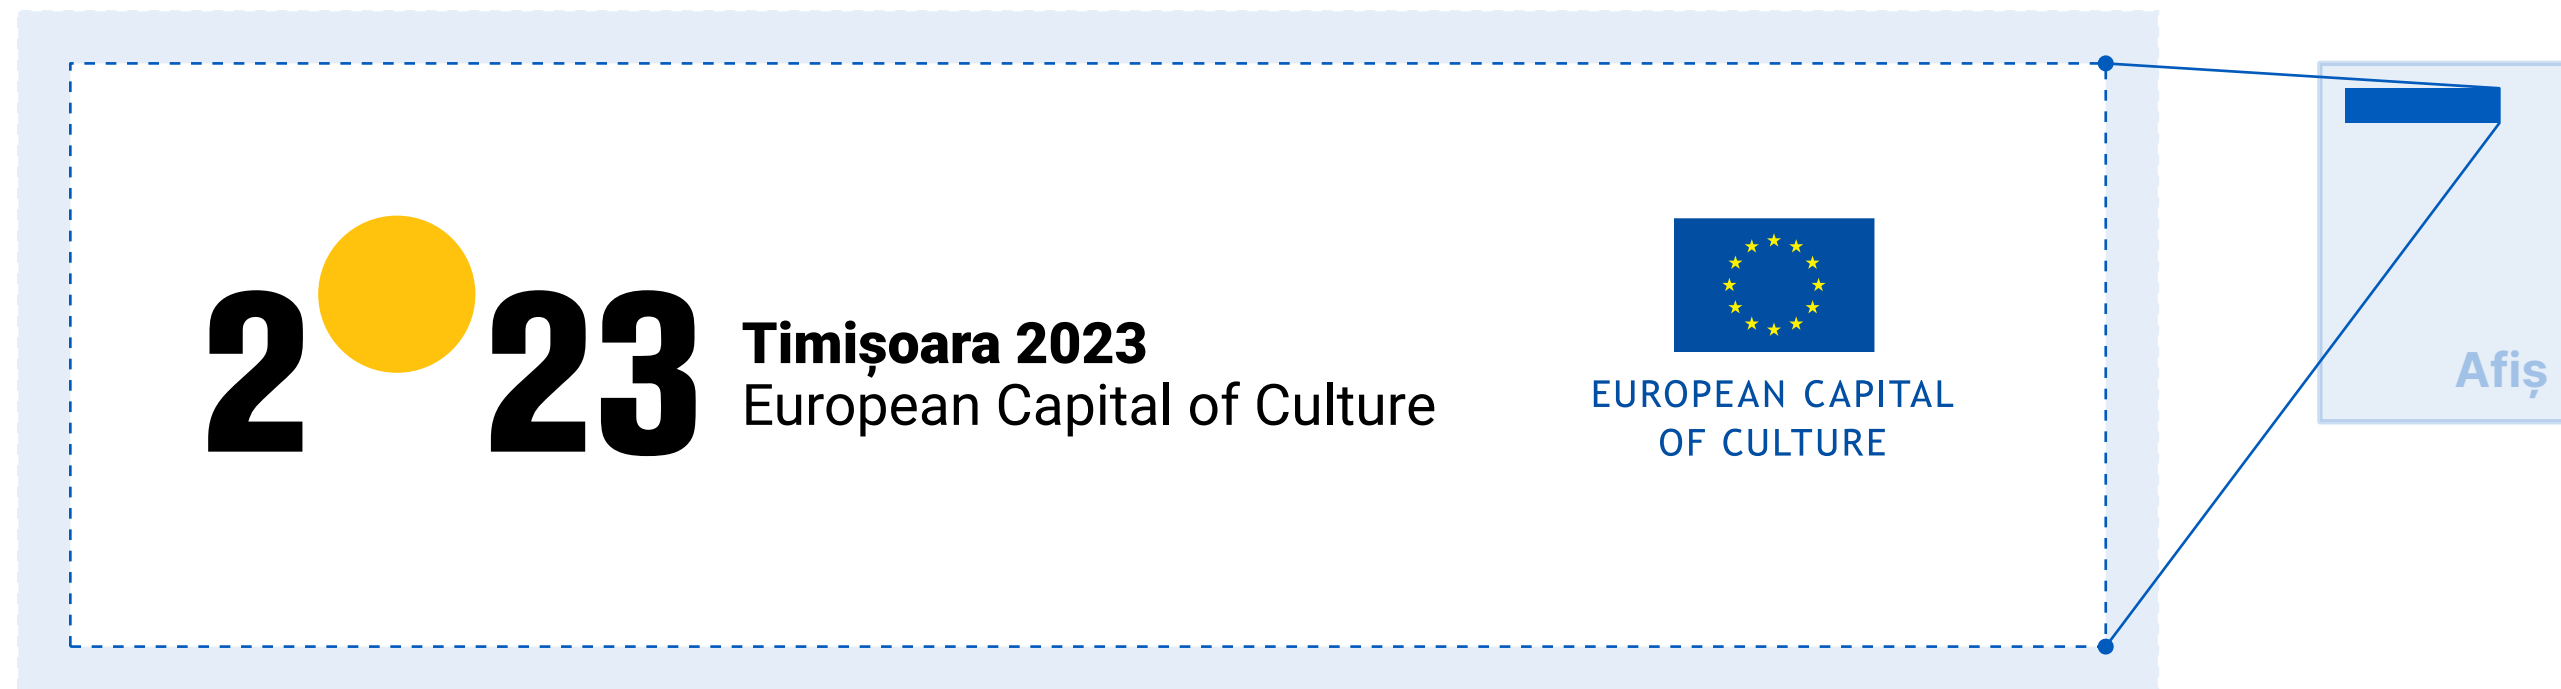 2023
Timișoara 2023
European Capital of Culture
EUROPEAN CAPITAL
OF CULTURE
Afiș